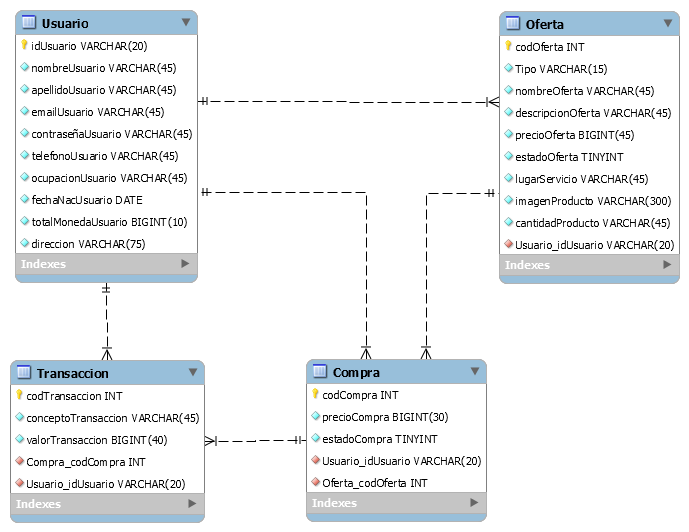 Usuario
idUsuario VARCHAR(20)
nombreUsuario VARCHAR(45)
apellidoUsuario VARCHAR(45)
emailUsuario VARCHAR(45)
contraseñaUsuario VARCHAR(45)
telefonoUsuario VARCHAR(45)
ocupacionUsuario VARCHAR(45)
fechaNacUsuario DATE
totalMonedaUsuario BIGINT(10)
direccion VARCHAR(75)
Indexes
Oferta
codOferta INT
Tipo VARCHAR(15)
nombreOferta VARCHAR(45)
descripcionOferta VARCHAR(45)
precioOferta BIGINT(45)
estadoOferta TINYINT
lugarServicio VARCHAR(45)
imagenProducto VARCHAR(300)
cantidadProducto VARCHAR(45)
Usuario_idUsuario VARCHAR(20)
Indexes
Transaccion
codTransaccion INT
conceptoTransaccion VARCHAR(45)
valorTransaccion BIGINT(40)
Compra_codCompra INT
Usuario_idUsuario VARCHAR(20)
Indexes
Compra
codCompra INT
precioCompra BIGINT(30)
estadoCompra TINYINT
Usuario_idUsuario VARCHAR(20)
Oferta_codOferta INT
Indexes